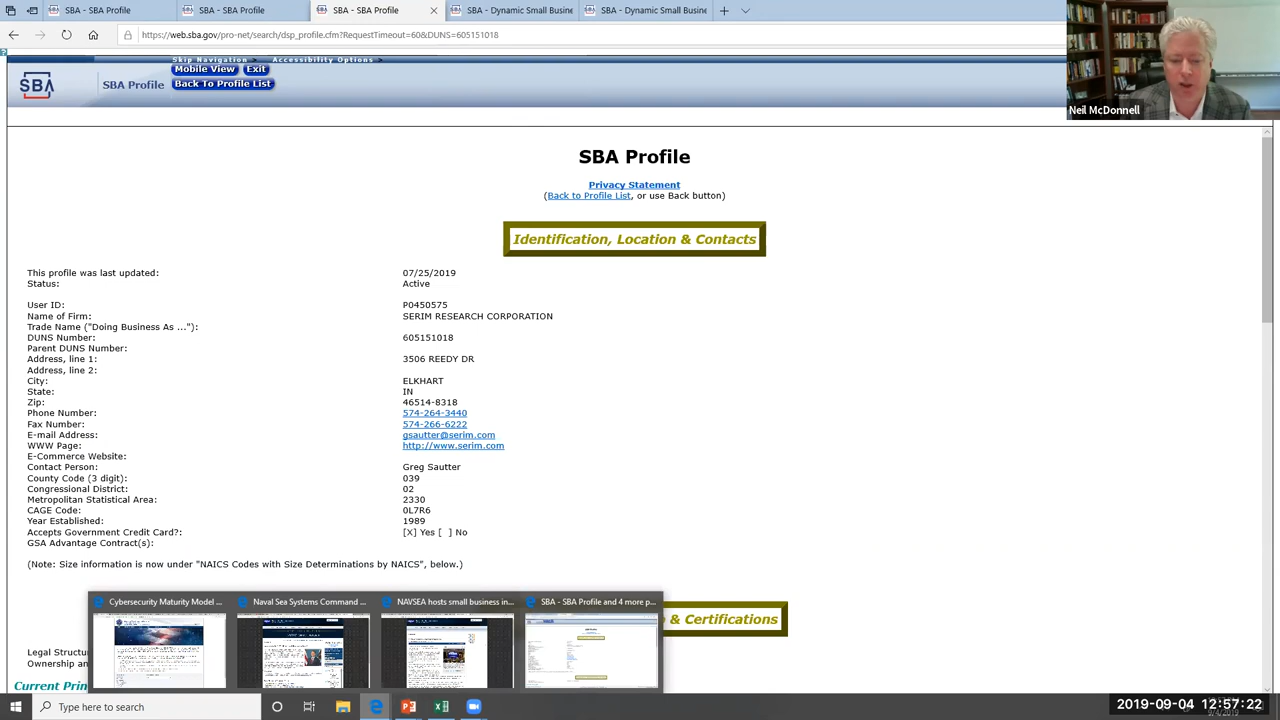 SBA - SBA Profile
SBA - SBA Profile
SBA - SBA Profile
SBA - Dynamic Small Busine
SBA - Dynamic Small Busine
https://web.sba.gov/pro-net/search/dsp_profile.cfm?RequestTimeout=60&DUNS=605151018
Skip Navigation > Accessibility Options >
Mobile View Exit
Back To Profile List
SBA
SBA Profile
Neil McDonnell
SBA Profile
Privacy Statement
(Back to Profile List, or use Back button)
Identification, Location & Contacts
This profile was last updated: 07/25/2019
Status: Active
User ID: P0450575
Name of Firm: SERIM RESEARCH CORPORATION
Trade Name ("Doing Business As ..."):
DUNS Number: 605151018
Parent DUNS Number:
Address, line 1: 3506 REEDY DR
Address, line 2:
City: ELKHART
State: IN
Zip: 46514-8318
Phone Number: 574-264-3440
Fax Number: 574-266-6222
E-mail Address: gsautter@serim.com
WWW Page: http://www.serim.com
E-Commerce Website:
Contact Person: Greg Sautter
County Code (3 digit): 039
Congressional District: 02
Metropolitan Statistical Area: 2330
CAGE Code: 0L7R6
Year Established: 1989
Accepts Government Credit Card?: [X] Yes [ ] No
GSA Advantage Contract(s):
(Note: Size information is now under "NAICS Codes with Size Determinations by NAICS", below.)
Cybersecurity Maturity Model ...
Naval Sea Systems Command ...
NAVSEA hosts small business in...
SBA - SBA Profile and 4 more p...
& Certifications
Legal Structu
Ownership an
Current Prin
Type here to search
2019-09-04 12:57:22